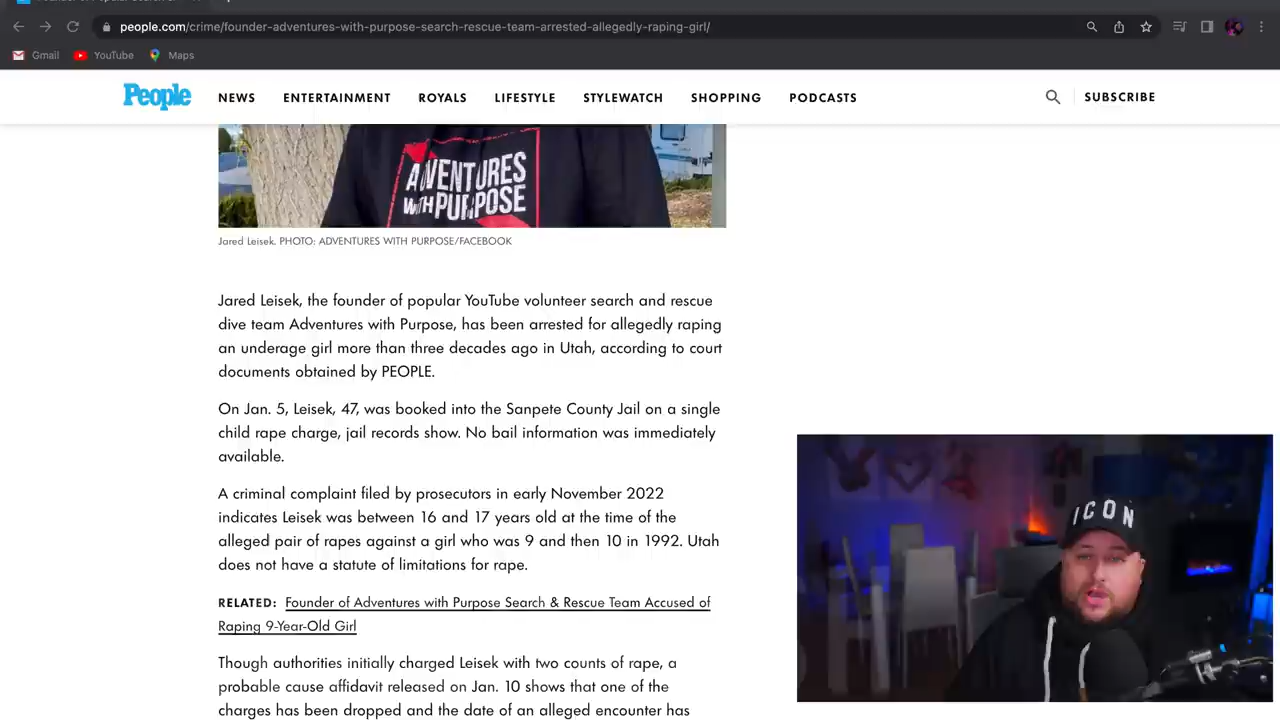 people.com/crime/founder-adventures-with-purpose-search-rescue-team-arrested-allegedly-raping-girl/
Gmail YouTube Maps
People NEWS ENTERTAINMENT ROYALS LIFESTYLE STYLEWATCH SHOPPING PODCASTS SUBSCRIBE
ADVENTURES
WITH PURPOSE
Jared Leisek. PHOTO: ADVENTURES WITH PURPOSE/FACEBOOK
Jared Leisek, the founder of popular YouTube volunteer search and rescue
dive team Adventures with Purpose, has been arrested for allegedly raping
an underage girl more than three decades ago in Utah, according to court
documents obtained by PEOPLE.
On Jan. 5, Leisek, 47, was booked into the Sanpete County Jail on a single
child rape charge, jail records show. No bail information was immediately
available.
A criminal complaint filed by prosecutors in early November 2022
indicates Leisek was between 16 and 17 years old at the time of the
alleged pair of rapes against a girl who was 9 and then 10 in 1992. Utah
does not have a statute of limitations for rape.
RELATED: Founder of Adventures with Purpose Search & Rescue Team Accused of
Raping 9-Year-Old Girl
Though authorities initially charged Leisek with two counts of rape, a
probable cause affidavit released on Jan. 10 shows that one of the
charges has been dropped and the date of an alleged encounter has
ICON